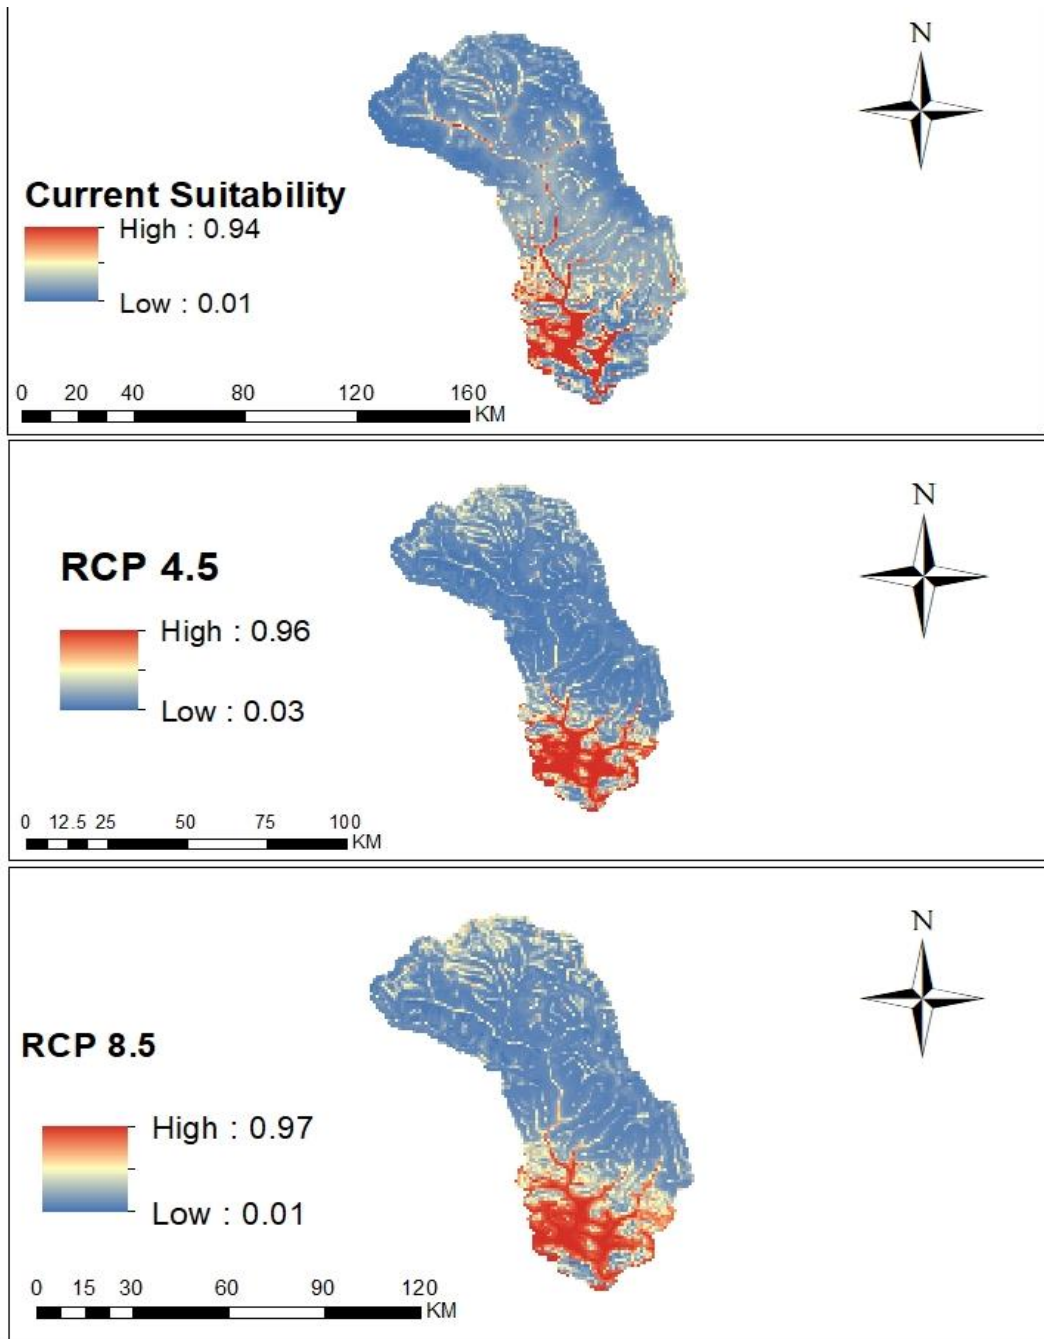 N
Current Suitability
High : 0.94
Low : 0.01
0 20 40 80 120 160
KM
N
RCP 4.5
High : 0.96
Low : 0.03
0 12.5 25 50 75 100
KM
N
RCP 8.5
High : 0.97
Low : 0.01
0 15 30 60 90 120
KM